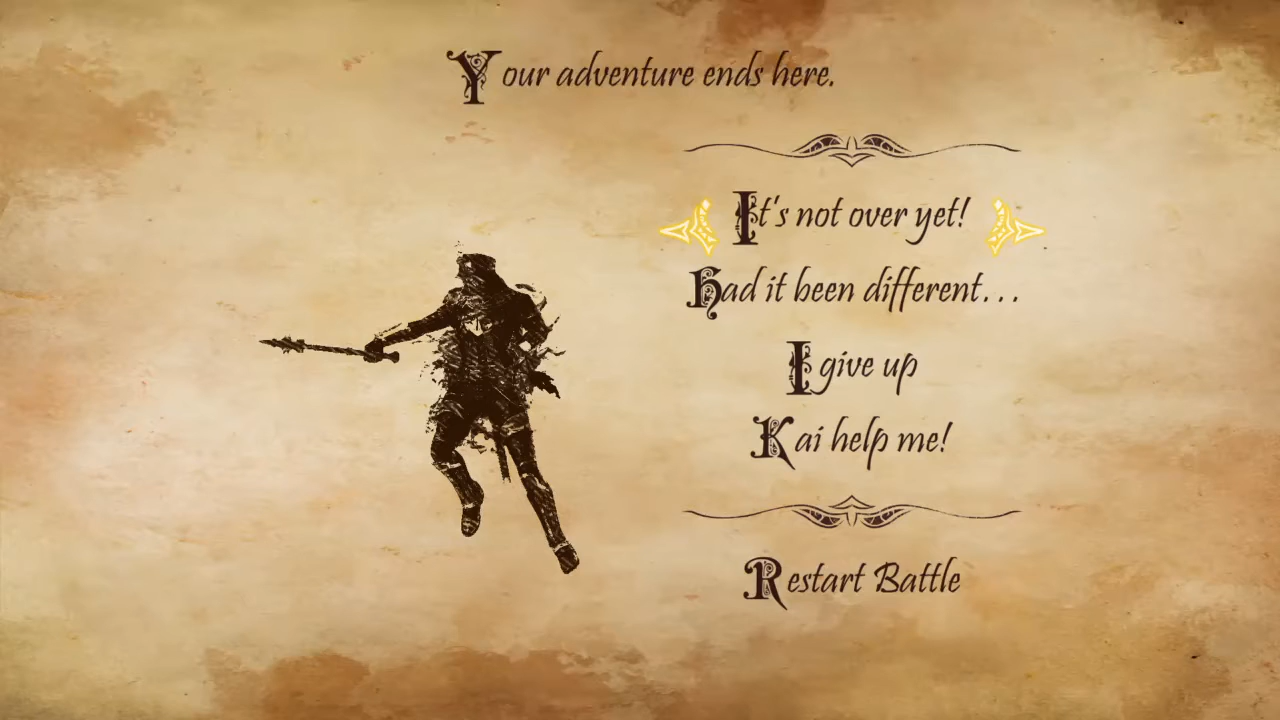 Your adventure ends here.
It's not over yet!
Had it been different...
I give up
Kai help me!
Restart Battle